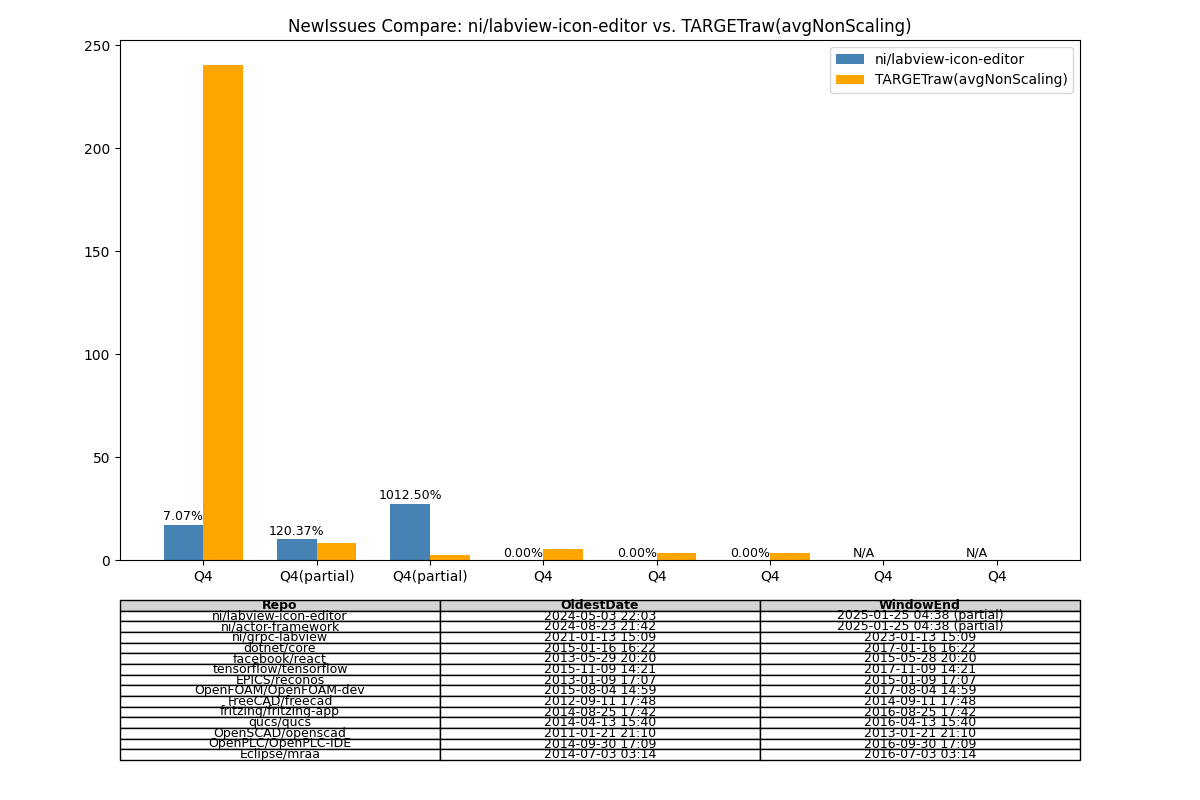 NewIssues Compare: ni/labview-icon-editor vs. TARGETraw(avgNonScaling)
250
200
150
100
50
0
ni/labview-icon-editor
TARGETraw(avgNonScaling)
7.07%
120.37%
1012.50%
0.00%
0.00%
0.00%
N/A
N/A
Q4
Q4(partial)
Q4(partial)
Q4
Q4
Q4
Q4
Q4
Repo OldestDate WindowEnd
ni/labview-icon-editor 2024-05-03 22:03 2025-01-25 04:38 (partial)
ni/actor-framework 2024-08-23 21:42 2025-01-25 04:38 (partial)
ni/grpc-labview 2021-01-13 15:09 2023-01-13 15:09
dotnet/core 2015-01-16 16:22 2017-01-16 16:22
facebook/react 2013-05-29 20:20 2015-05-28 20:20
tensorflow/tensorflow 2015-11-09 14:21 2017-11-09 14:21
EPICS/reconos 2013-01-09 17:07 2015-01-09 17:07
OpenFOAM/OpenFOAM-dev 2015-08-04 14:59 2017-08-04 14:59
FreeCAD/freecad 2012-09-11 17:48 2014-09-11 17:48
fritzing/fritzing-app 2014-08-25 17:42 2016-08-25 17:42
qucs/qucs 2014-04-13 15:40 2016-04-13 15:40
OpenSCAD/openscad 2011-01-21 21:10 2013-01-21 21:10
OpenPLC/OpenPLC-IDE 2014-09-30 17:09 2016-09-30 17:09
Eclipse/mraa 2014-07-03 03:14 2016-07-03 03:14